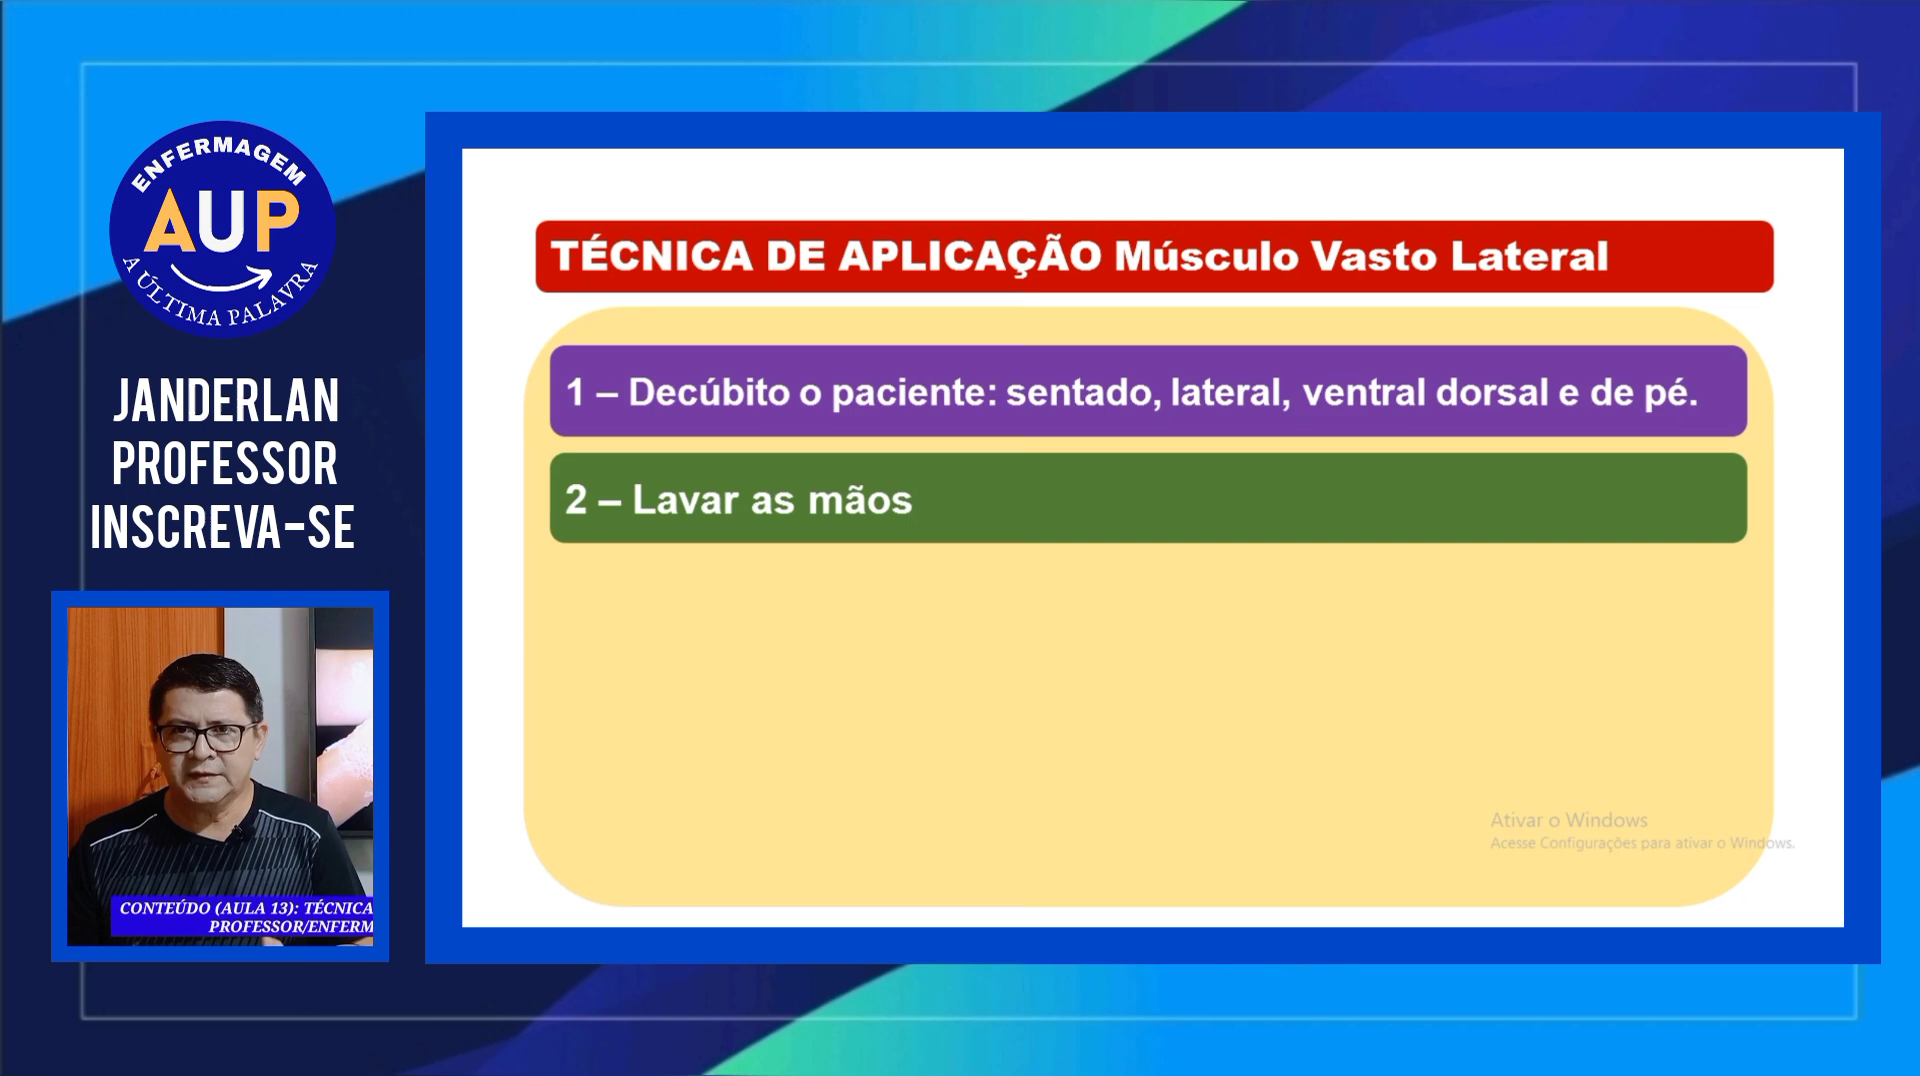 ENFERMAGEM
AUP
A ÚLTIMA PALAVRA
JANDERLAN
PROFESSOR
INSCREVA-SE
CONTEÚDO (AULA 13): TÉCNICA
PROFESSOR/ENFERM
TÉCNICA DE APLICAÇÃO Músculo Vasto Lateral
1 – Decúbito o paciente: sentado, lateral, ventral dorsal e de pé.
2 – Lavar as mãos
Ativar o Windows
Acesse Configurações para ativar o Windows.